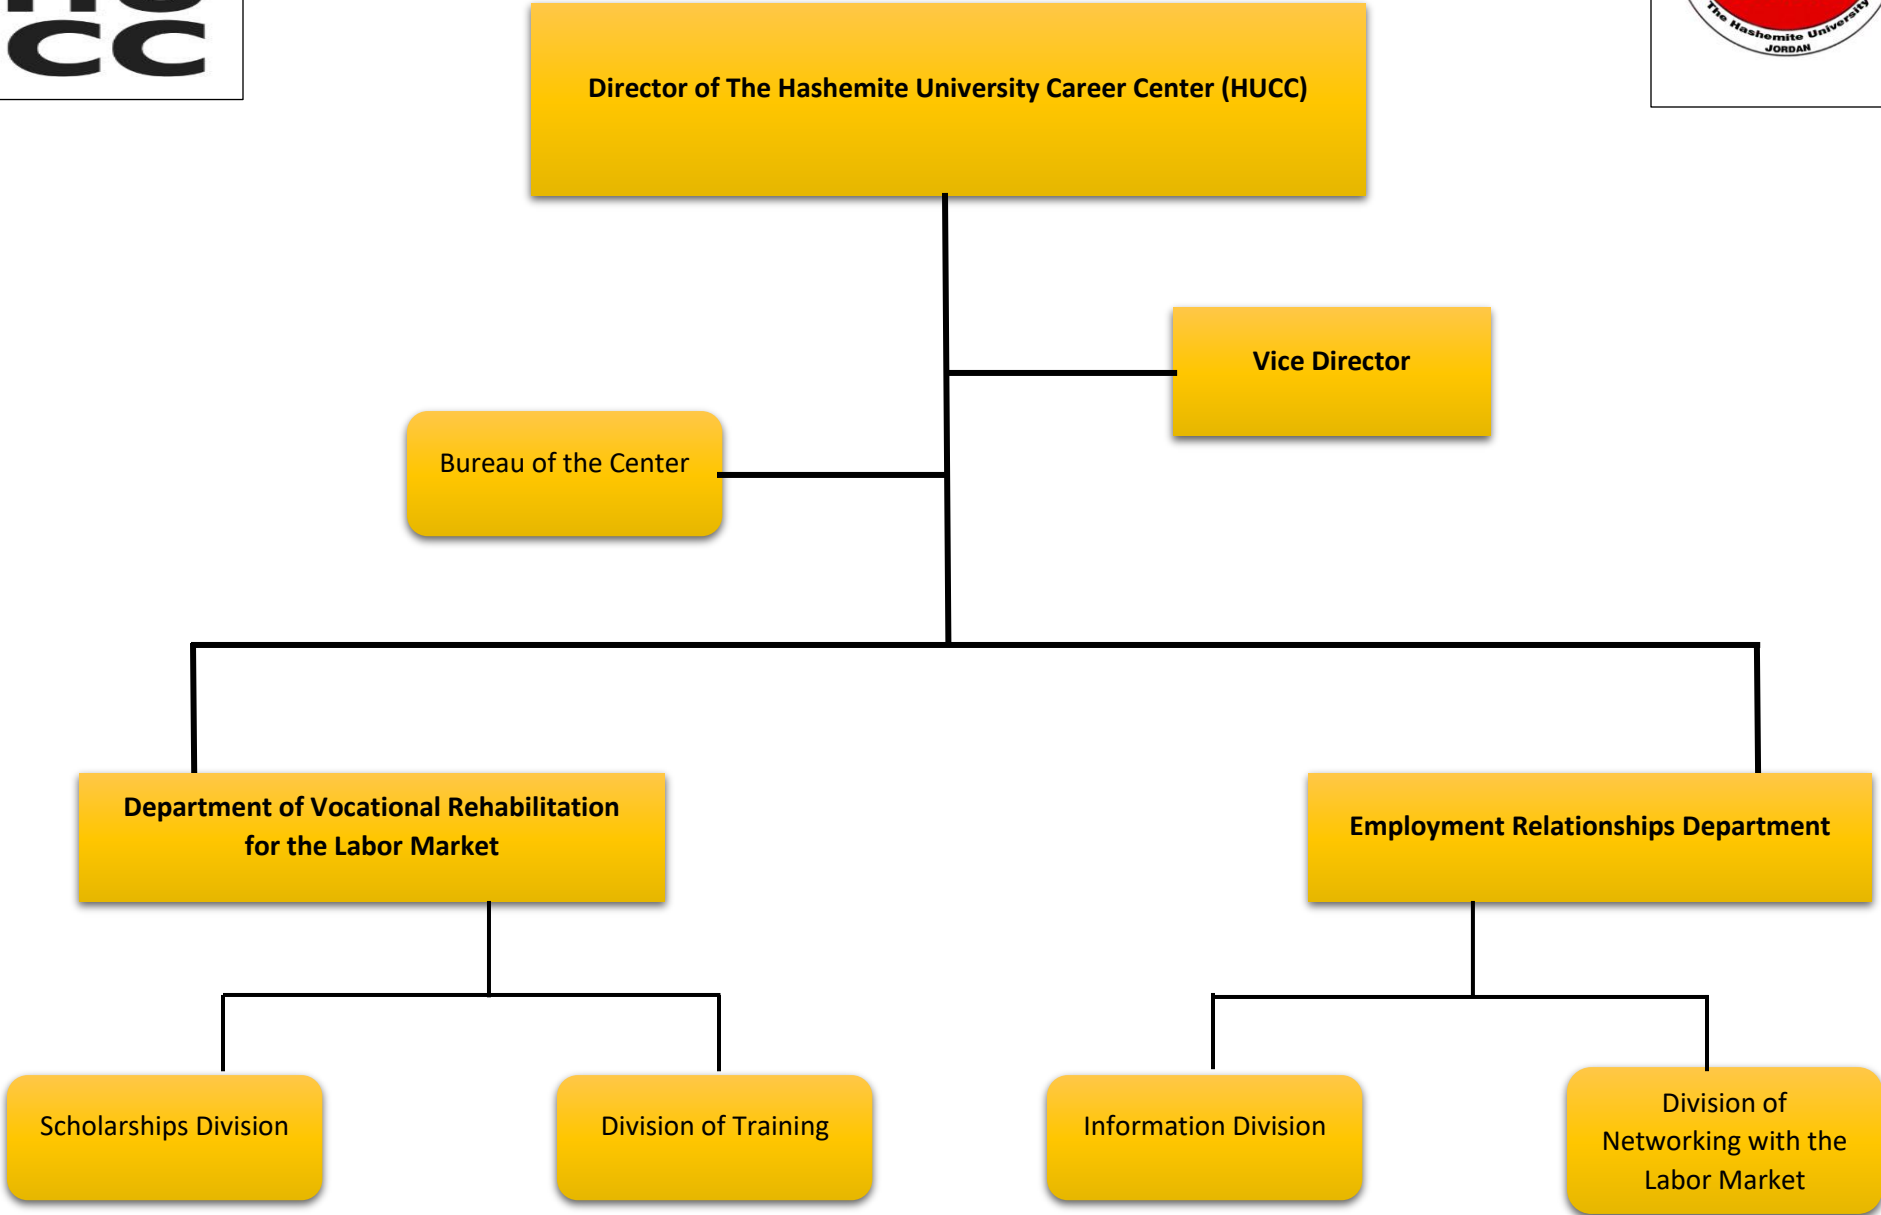 CC
The Hashemite University
JORDAN
Director of The Hashemite University Career Center (HUCC)
Vice Director
Bureau of the Center
Department of Vocational Rehabilitation
for the Labor Market
Employment Relationships Department
Scholarships Division
Division of Training
Information Division
Division of
Networking with the
Labor Market